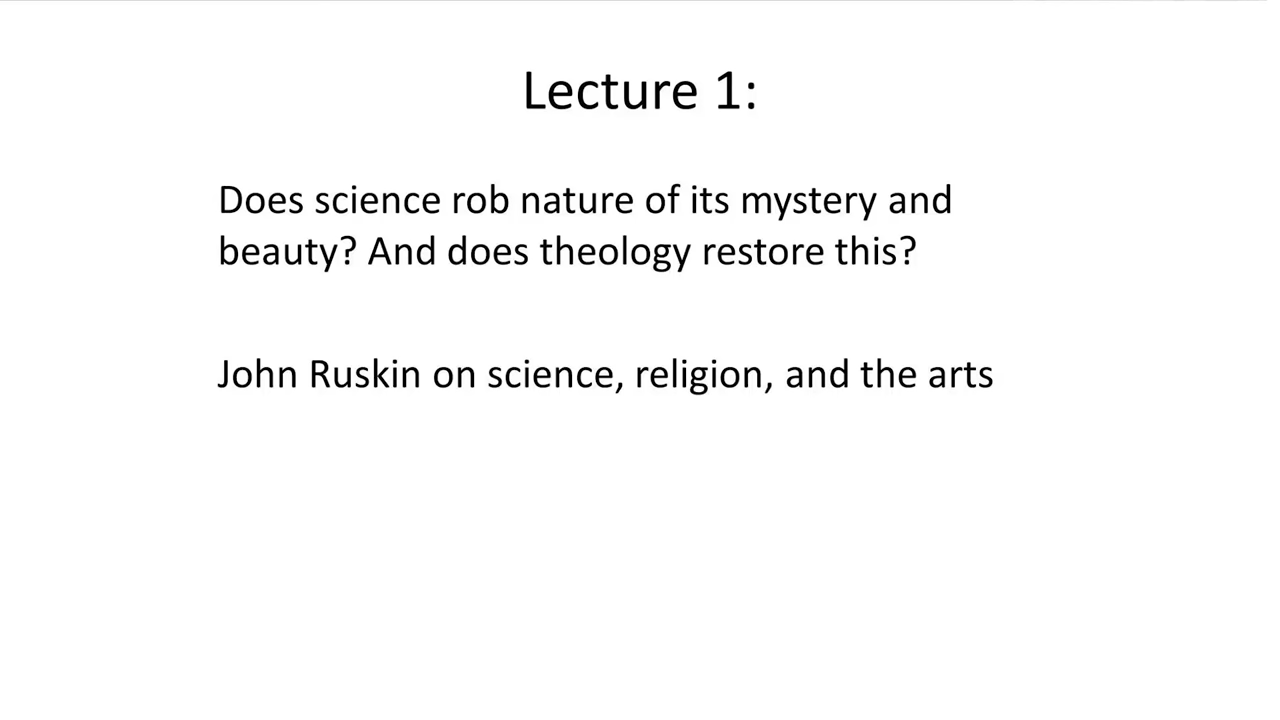 Lecture 1:
Does science rob nature of its mystery and
beauty? And does theology restore this?
John Ruskin on science, religion, and the arts